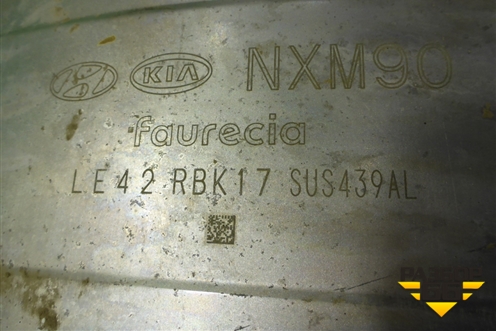 KIA NXM90
faurecia
LE42 RBK17 SUS439AL